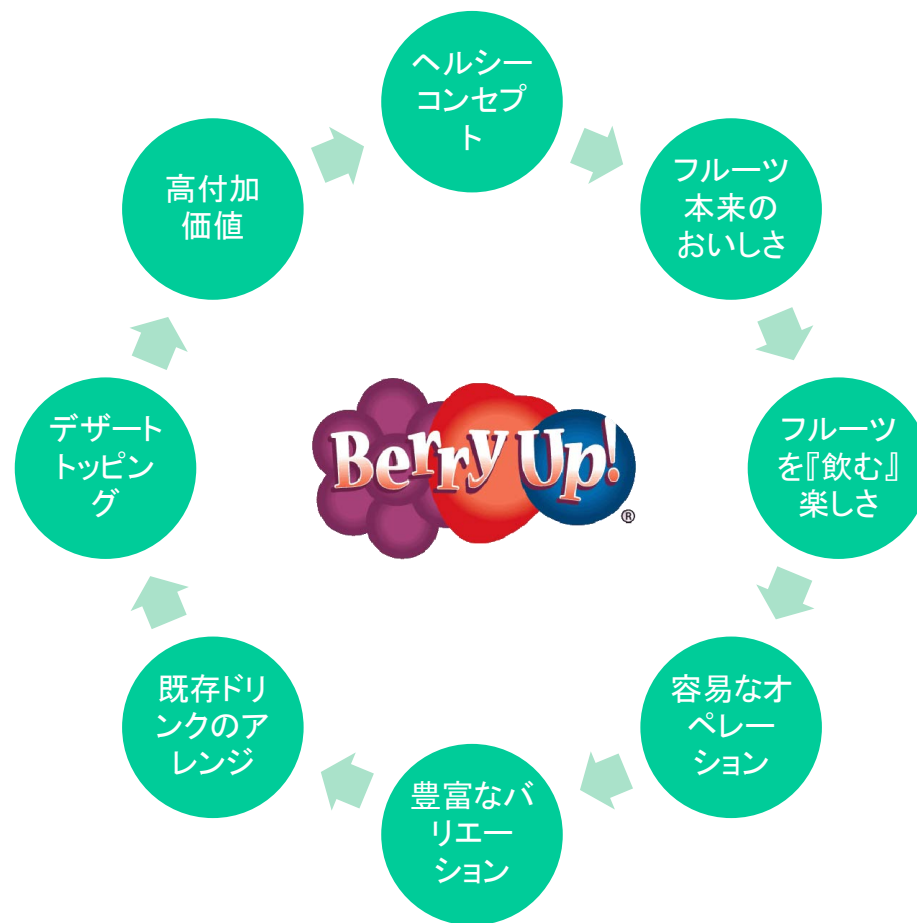 ヘルシー
コンセプ
ト
フルーツ
本来の
おいしさ
フルーツ
を『飲む』
楽しさ
容易なオ
ペレー
ション
豊富なバ
リエー
ション
既存ドリ
ンクのア
レンジ
デザート
トッピン
グ
高付加
価値
Berry Up!
®